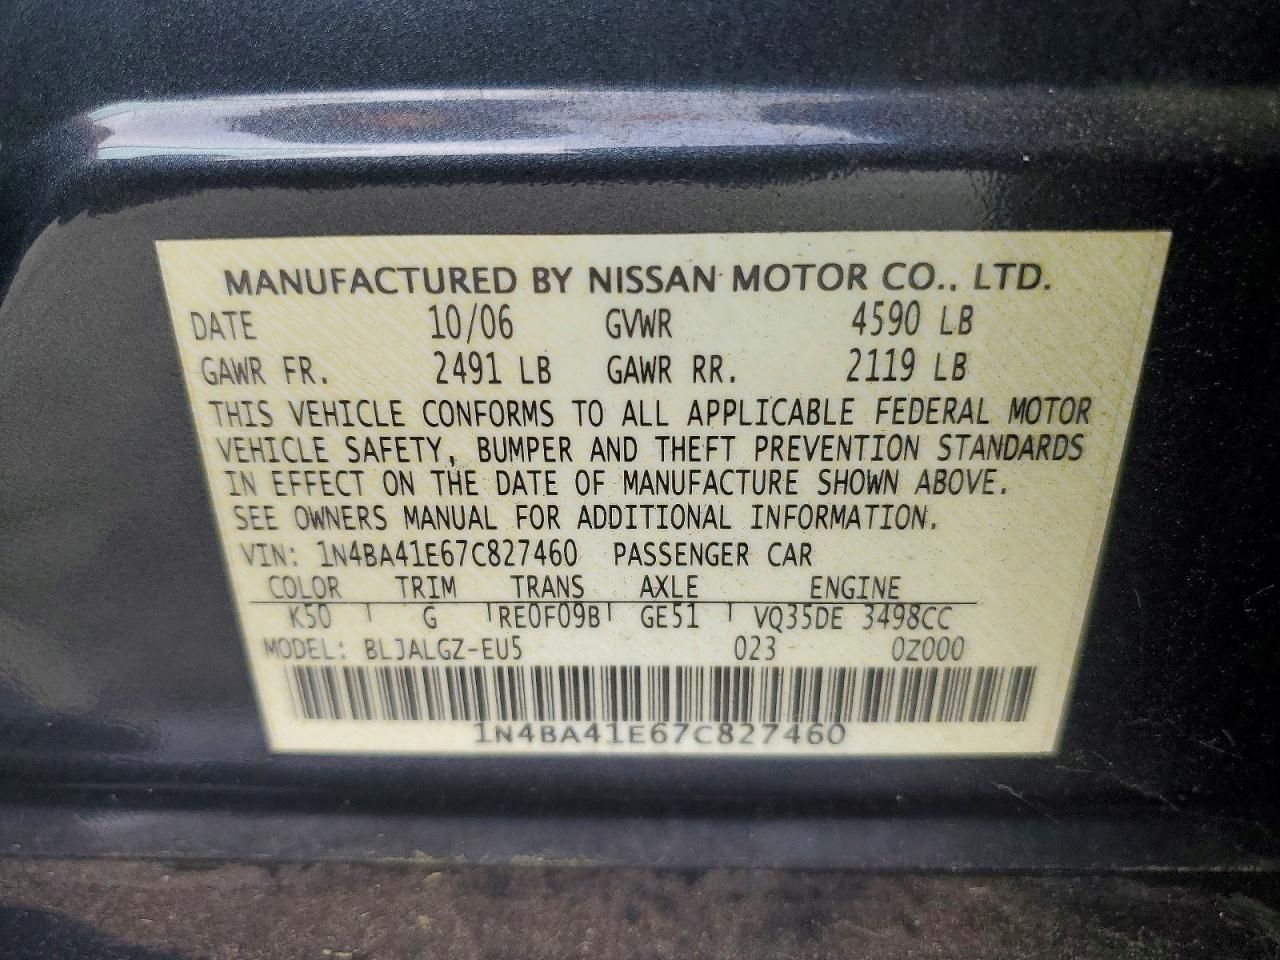 MANUFACTURED BY NISSAN MOTOR CO., LTD.
DATE 10/06 GVWR 4590 LB
GAWR FR. 2491 LB GAWR RR. 2119 LB
THIS VEHICLE CONFORMS TO ALL APPLICABLE FEDERAL MOTOR
VEHICLE SAFETY, BUMPER AND THEFT PREVENTION STANDARDS
IN EFFECT ON THE DATE OF MANUFACTURE SHOWN ABOVE.
SEE OWNERS MANUAL FOR ADDITIONAL INFORMATION.
VIN: 1N4BA41E67C827460 PASSENGER CAR
COLOR TRIM TRANS AXLE ENGINE
K50 G RE0F09B GE51 VQ35DE 3498CC
MODEL: BLJALGZ-EU5 023 0Z000
1N4BA41E67C827460